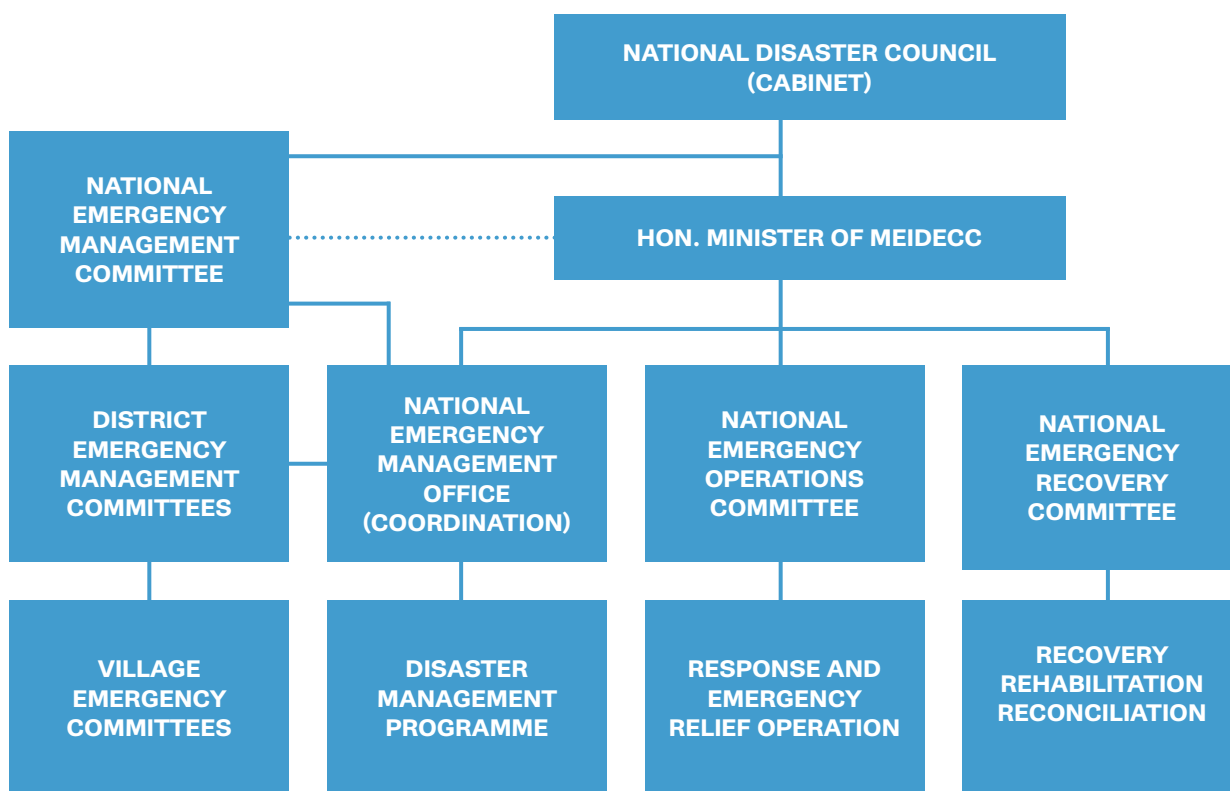 NATIONAL DISASTER COUNCIL
(CABINET)
NATIONAL
EMERGENCY
MANAGEMENT
COMMITTEE
HON. MINISTER OF MEIDECC
DISTRICT
EMERGENCY
MANAGEMENT
COMMITTEES
NATIONAL
EMERGENCY
MANAGEMENT
OFFICE
(COORDINATION)
NATIONAL
EMERGENCY
OPERATIONS
COMMITTEE
NATIONAL
EMERGENCY
RECOVERY
COMMITTEE
VILLAGE
EMERGENCY
COMMITTEES
DISASTER
MANAGEMENT
PROGRAMME
RESPONSE AND
EMERGENCY
RELIEF OPERATION
RECOVERY
REHABILITATION
RECONCILIATION